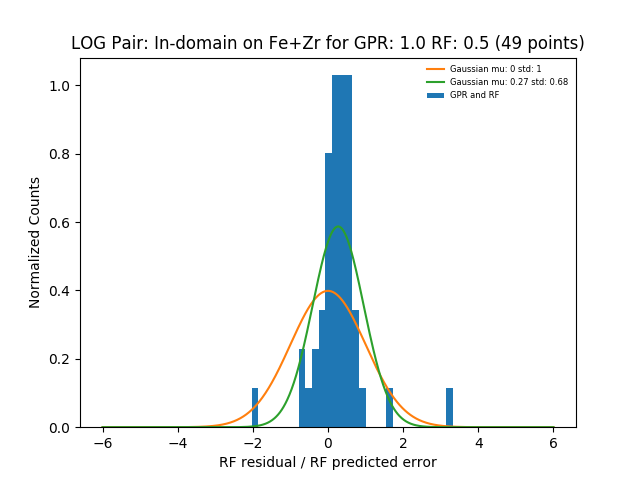 LOG Pair: In-domain on Fe+Zr for GPR: 1.0 RF: 0.5 (49 points)
Gaussian mu: 0 std: 1
Gaussian mu: 0.27 std: 0.68
GPR and RF
Normalized Counts
1.0
0.8
0.6
0.4
0.2
0.0
−6 −4 −2 0 2 4 6
RF residual / RF predicted error